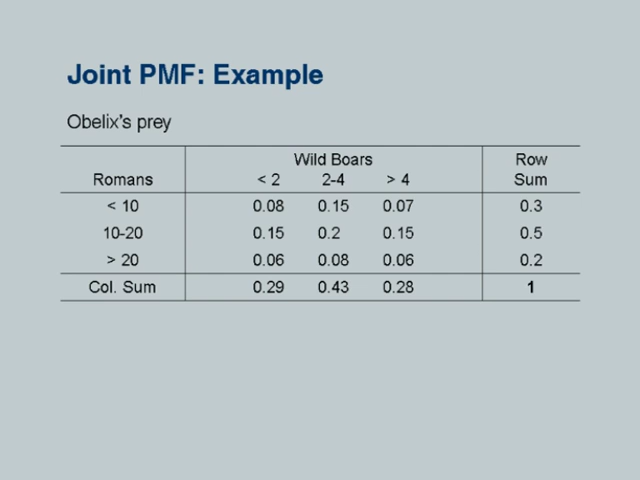 Joint PMF: Example
Obelix's prey
Wild Boars Row
Romans < 2 2-4 > 4 Sum
< 10 0.08 0.15 0.07 0.3
10-20 0.15 0.2 0.15 0.5
> 20 0.06 0.08 0.06 0.2
Col. Sum 0.29 0.43 0.28 1